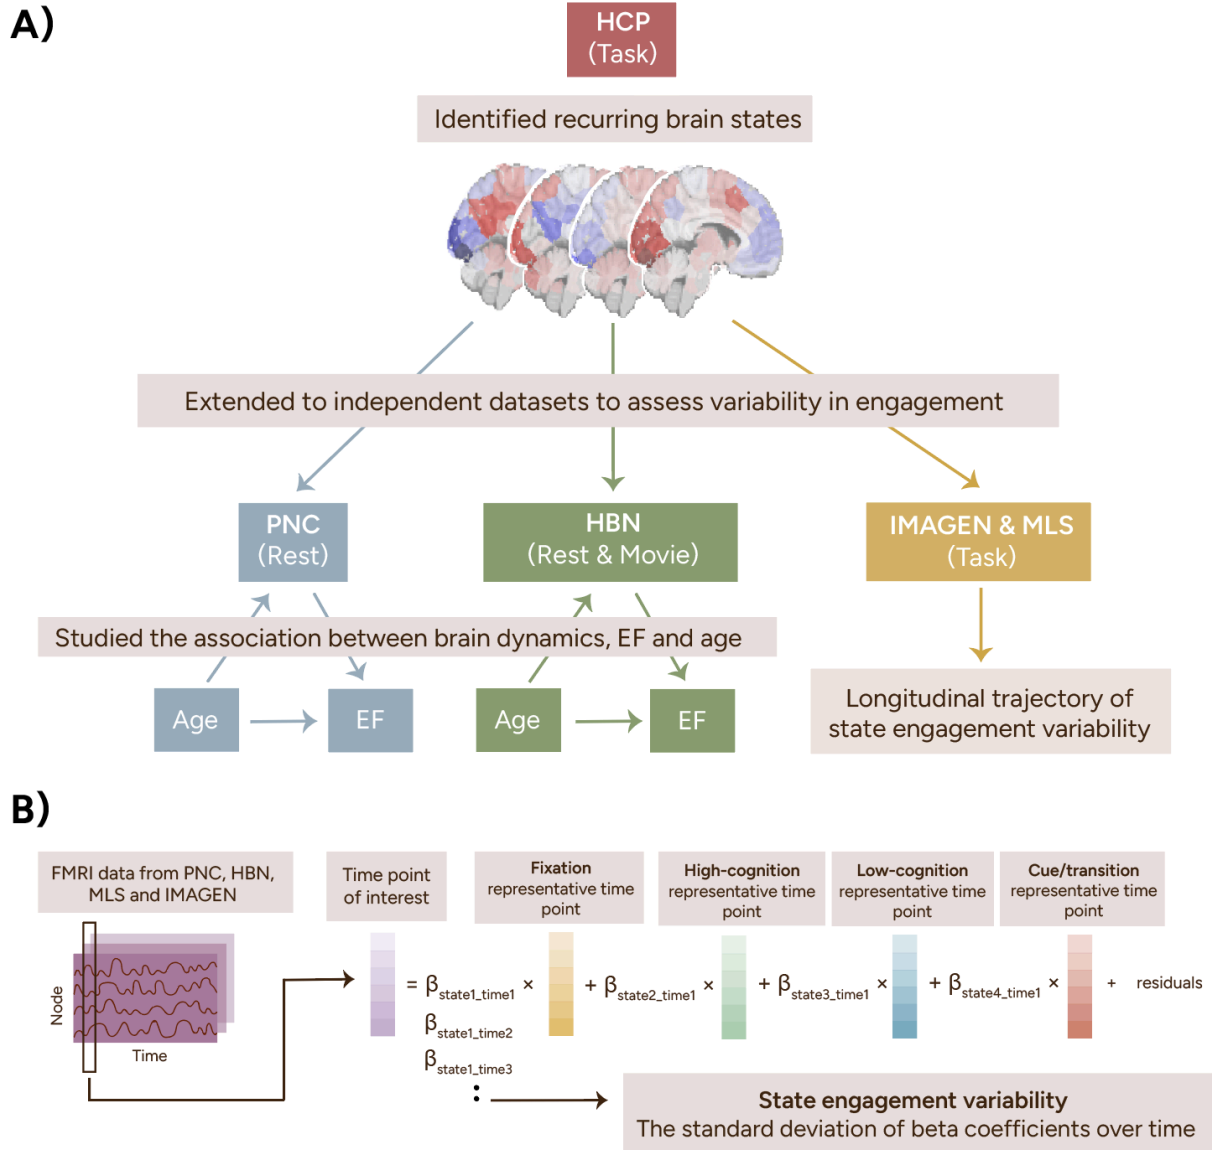 A)
HCP
(Task)
Identified recurring brain states
Extended to independent datasets to assess variability in engagement
PNC
(Rest)
HBN
(Rest & Movie)
IMAGEN & MLS
(Task)
Studied the association between brain dynamics, EF and age
Age
EF
Age
EF
Longitudinal trajectory of
state engagement variability
B)
FMRI data from PNC, HBN,
MLS and IMAGEN
Time point
of interest
Fixation
representative time
point
High-cognition
representative time
point
Low-cognition
representative time
point
Cue/transition
representative time
point
Node
Time
= βstate1_time1 × + βstate2_time1 × + βstate3_time1 × + βstate4_time1 × + residuals
βstate1_time2
βstate1_time3
:
State engagement variability
The standard deviation of beta coefficients over time